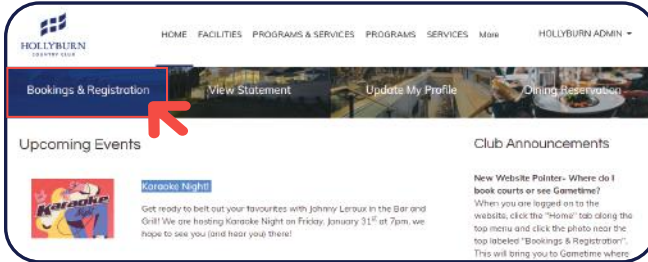 HOLLYBURN
COUNTRY CLUB
HOME FACILITIES PROGRAMS & SERVICES PROGRAMS SERVICES More HOLLYBURN ADMIN
Bookings & Registration View Statement Update My Profile Dining Reservation
Upcoming Events
Karaoke Night!
Karaoke
Night
Get ready to belt out your favourites with Johnny Leroux in the Bar and
Grill! We are hosting Karaoke Night on Friday, January 31st at 7pm, we
hope to see you (and hear you) there!
Club Announcements
New Website Pointer- Where do I
book courts or see Gametime?
When you are logged on to the
website, click the "Home" tab along the
top menu and click the photo near the
top labeled "Bookings & Registration".
This will bring you to Gametime where